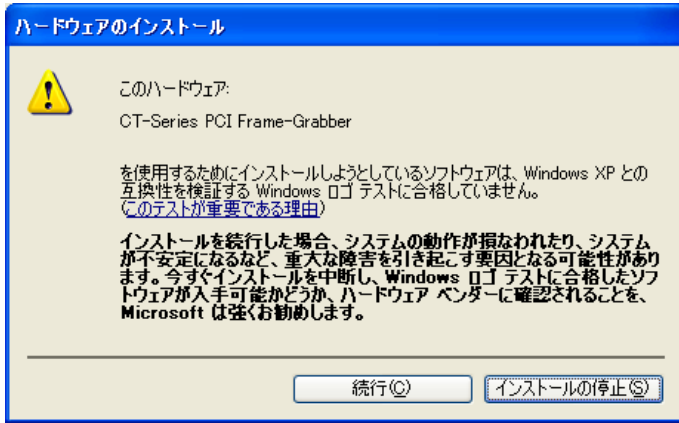 ハードウェアのインストール
このハードウェア:
CT-Series PCI Frame-Grabber
を使用するためにインストールしようとしているソフトウェアは、Windows XP との
互換性を検証する Windows ロゴ テストに合格していません。
(このテストが重要である理由)
インストールを続行した場合、システムの動作が損なわれたり、システム
が不安定になるなど、重大な障害を引き起こす要因となる可能性があり
ます。今すぐインストールを中断し、Windows ロゴ テストに合格したソフ
トウェアが入手可能かどうか、ハードウェア ベンダーに確認されることを、
Microsoft は強くお勧めします。
続行(C)
インストールの停止(S)